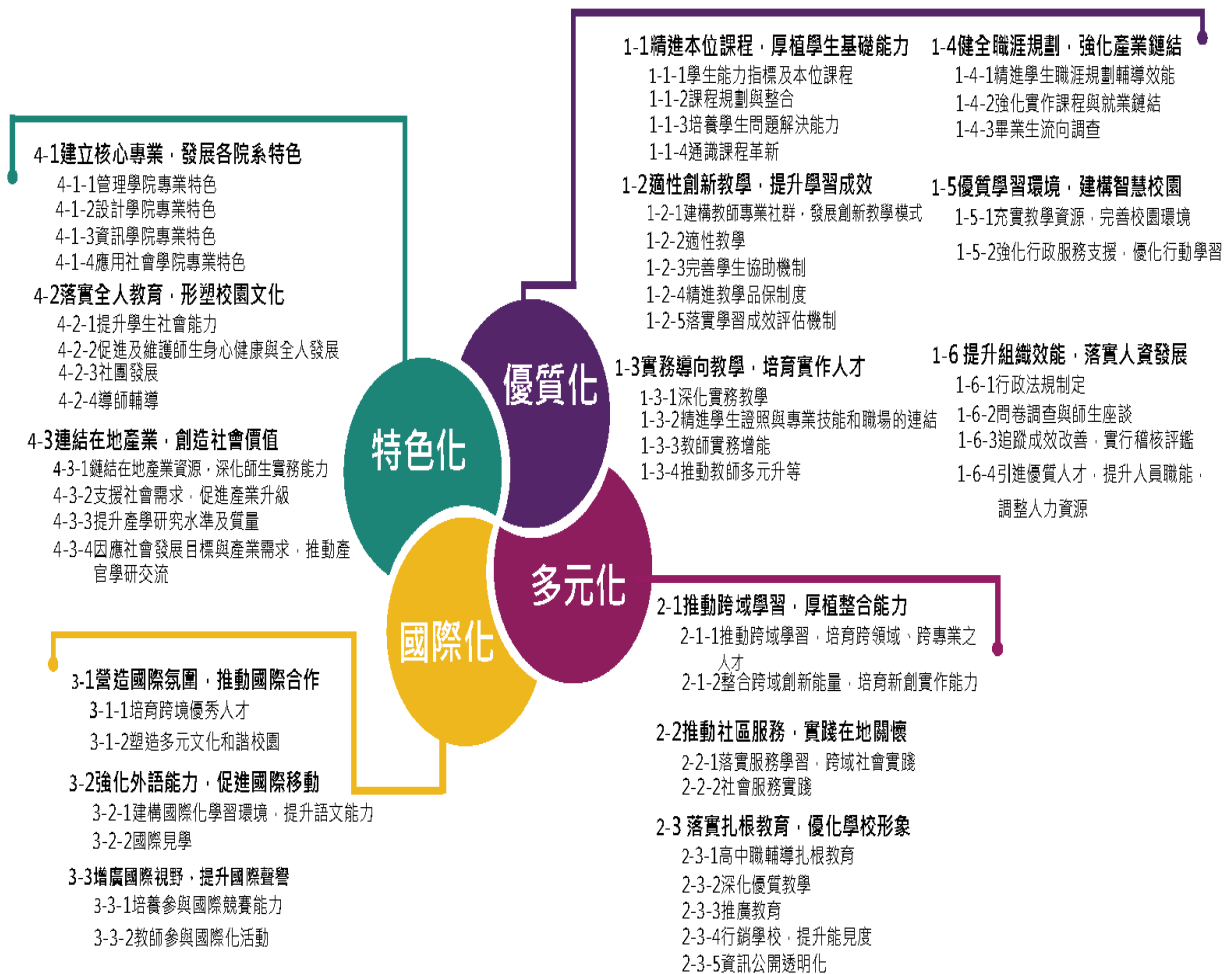 優質化
1-1精進本位課程，厚植學生基礎能力
1-1-1學生能力指標及本位課程
1-1-2課程規劃與整合
1-1-3培養學生問題解決能力
1-1-4通識課程革新
1-2適性創新教學，提升學習成效
1-2-1建構教師專業社群，發展創新教學模式
1-2-2適性教學
1-2-3完善學生協助機制
1-2-4精進教學品保制度
1-2-5落實學習成效評估機制
1-3實務導向教學，培育實作人才
1-3-1深化實務教學
1-3-2精進學生證照與專業技能和職場的連結
1-3-3教師實務增能
1-3-4推動教師多元升等
1-4健全職涯規劃，強化產業鏈結
1-4-1精進學生職涯規劃輔導效能
1-4-2強化實作課程與就業鏈結
1-4-3畢業生流向調查
1-5優質學習環境，建構智慧校園
1-5-1充實教學資源，完善校園環境
1-5-2強化行政服務支援，優化行動學習
1-6 提升組織效能，落實人資發展
1-6-1行政法規制定
1-6-2問卷調查與師生座談
1-6-3追蹤成效改善，實行稽核評鑑
1-6-4引進優質人才，提升人員職能，
調整人力資源
多元化
2-1推動跨域學習，厚植整合能力
2-1-1推動跨域學習，培育跨領域、跨專業之
人才
2-1-2整合跨域創新能量，培育新創實作能力
2-2推動社區服務，實踐在地關懷
2-2-1落實服務學習，跨域社會實踐
2-2-2社會服務實踐
2-3 落實扎根教育，優化學校形象
2-3-1高中職輔導扎根教育
2-3-2深化優質教學
2-3-3推廣教育
2-3-4行銷學校，提升能見度
2-3-5資訊公開透明化
國際化
3-1營造國際氛圍，推動國際合作
3-1-1培育跨境優秀人才
3-1-2塑造多元文化和諧校園
3-2強化外語能力，促進國際移動
3-2-1建構國際化學習環境，提升語文能力
3-2-2國際見學
3-3增廣國際視野，提升國際聲譽
3-3-1培養參與國際競賽能力
3-3-2教師參與國際化活動
特色化
4-1建立核心專業，發展各院系特色
4-1-1管理學院專業特色
4-1-2設計學院專業特色
4-1-3資訊學院專業特色
4-1-4應用社會學院專業特色
4-2落實全人教育，形塑校園文化
4-2-1提升學生社會能力
4-2-2促進及維護師生身心健康與全人發展
4-2-3社團發展
4-2-4導師輔導
4-3連結在地產業，創造社會價值
4-3-1鏈結在地產業資源，深化師生實務能力
4-3-2支援社會需求，促進產業升級
4-3-3提升產學研究水準及質量
4-3-4因應社會發展目標與產業需求，推動產
官學研交流